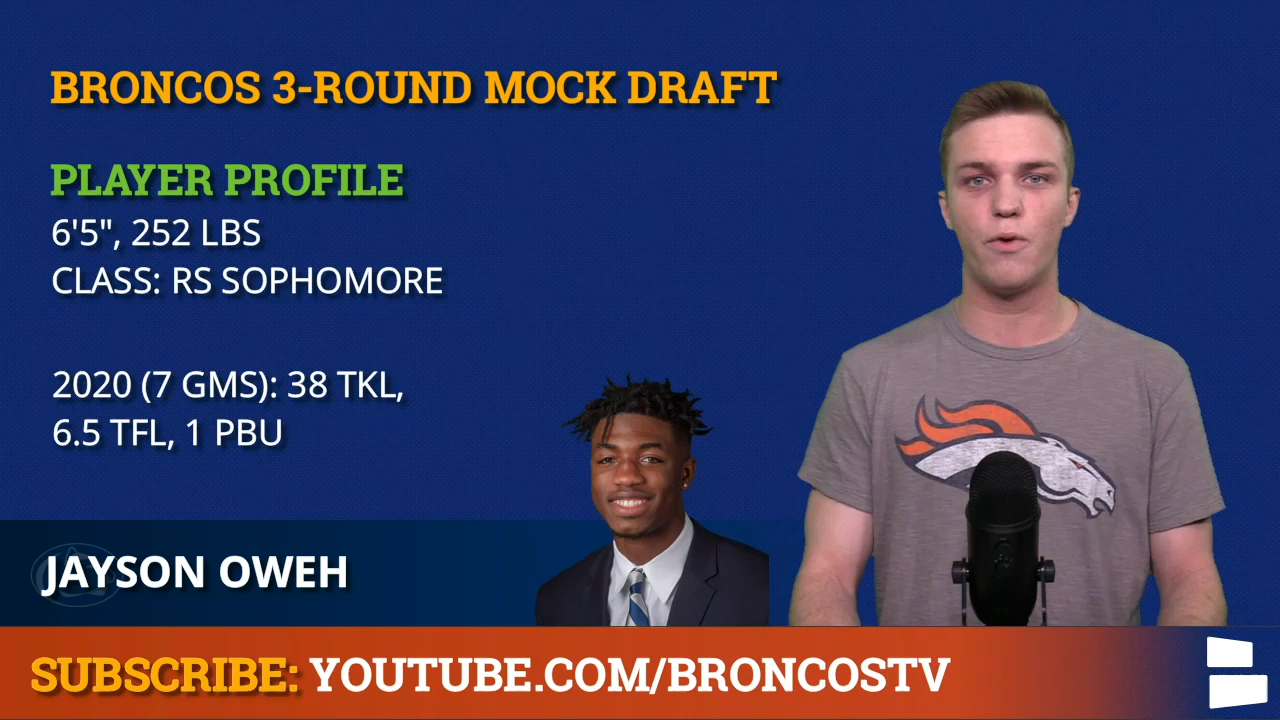 BRONCOS 3-ROUND MOCK DRAFT
PLAYER PROFILE
6'5", 252 LBS
CLASS: RS SOPHOMORE
2020 (7 GMS): 38 TKL,
6.5 TFL, 1 PBU
JAYSON OWEH
SUBSCRIBE: YOUTUBE.COM/BRONCOSTV